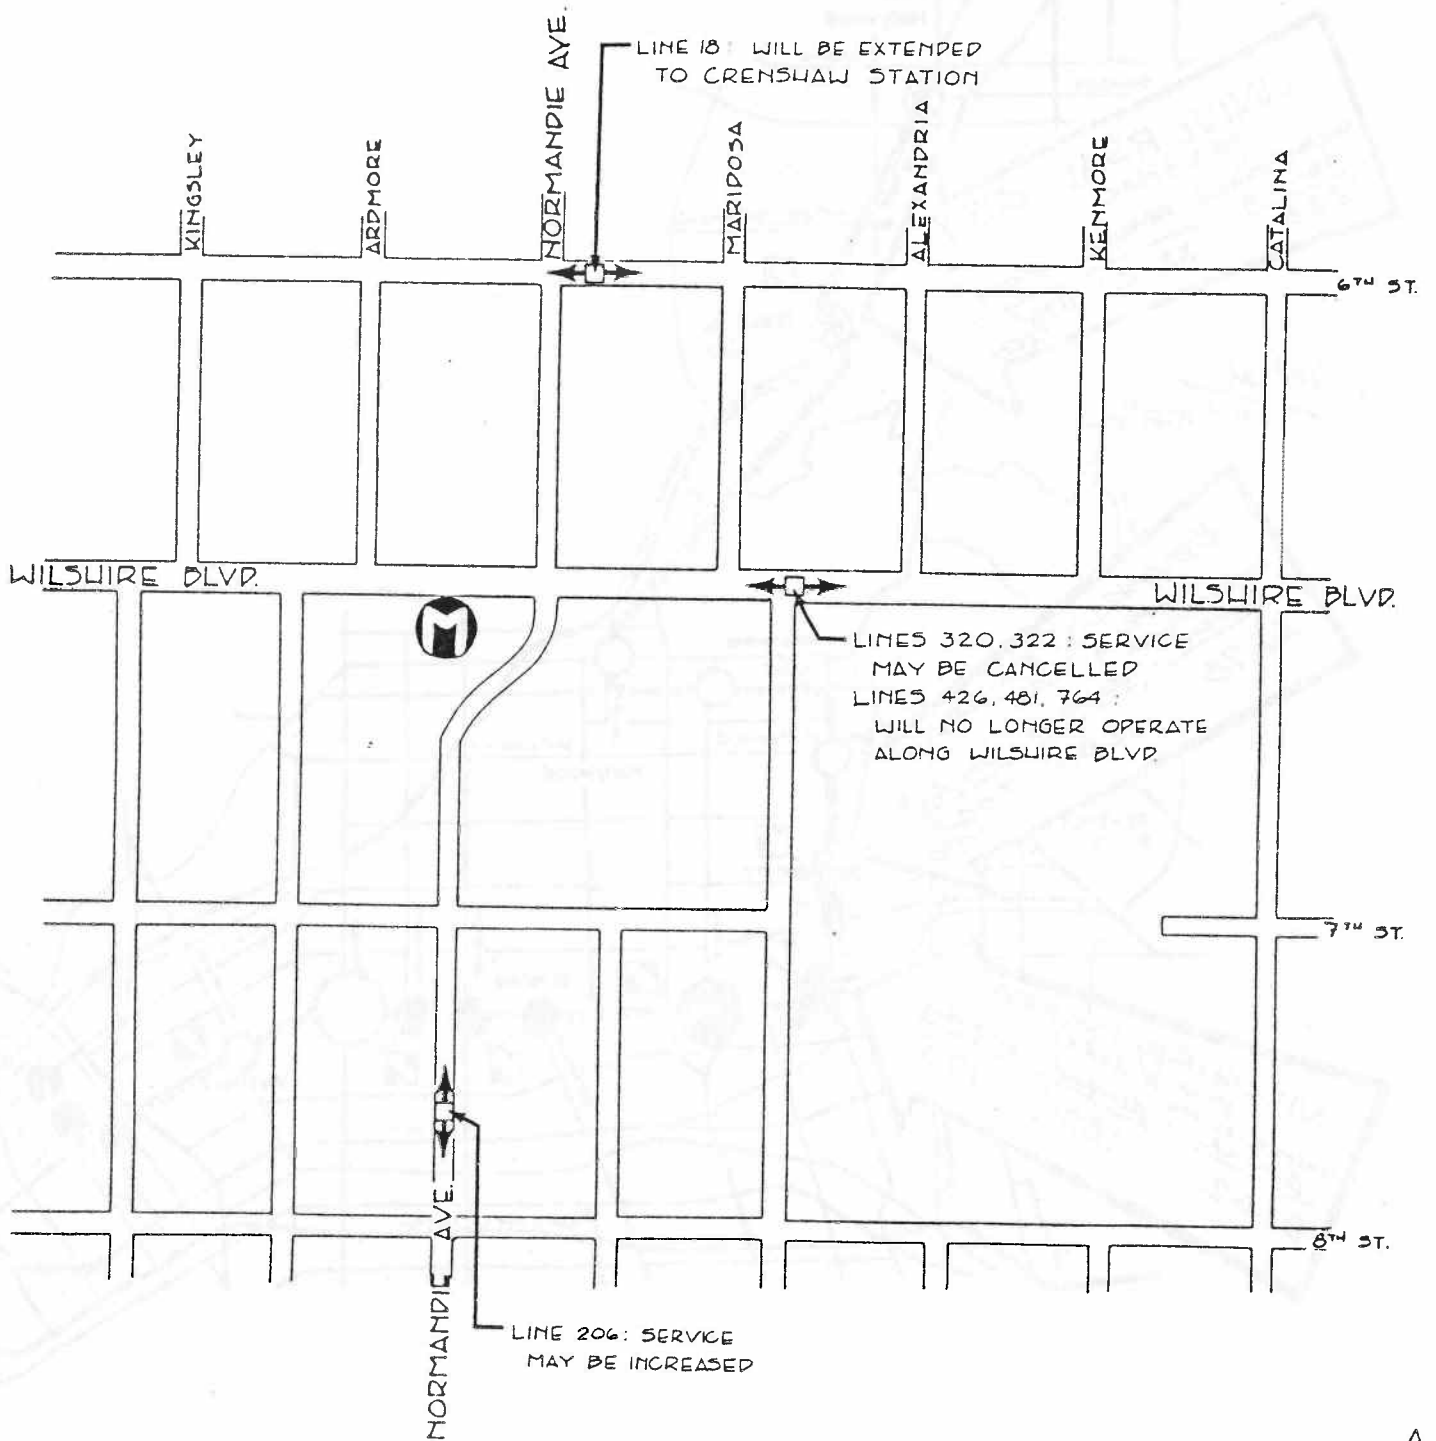 NORMANDIE AVE.
LINE 18: WILL BE EXTENDED
TO CRENSHAW STATION
KINGSLEY
ARDMORE
MARIPOSA
ALEXANDRIA
KENMORE
CATALINA
6TH ST.
WILSHIRE BLVD.
WILSHIRE BLVD.
M
LINES 320, 322: SERVICE
MAY BE CANCELLED
LINES 426, 481, 764:
WILL NO LONGER OPERATE
ALONG WILSHIRE BLVD.
7TH ST.
8TH ST.
NORMANDIE AVE.
LINE 206: SERVICE
MAY BE INCREASED